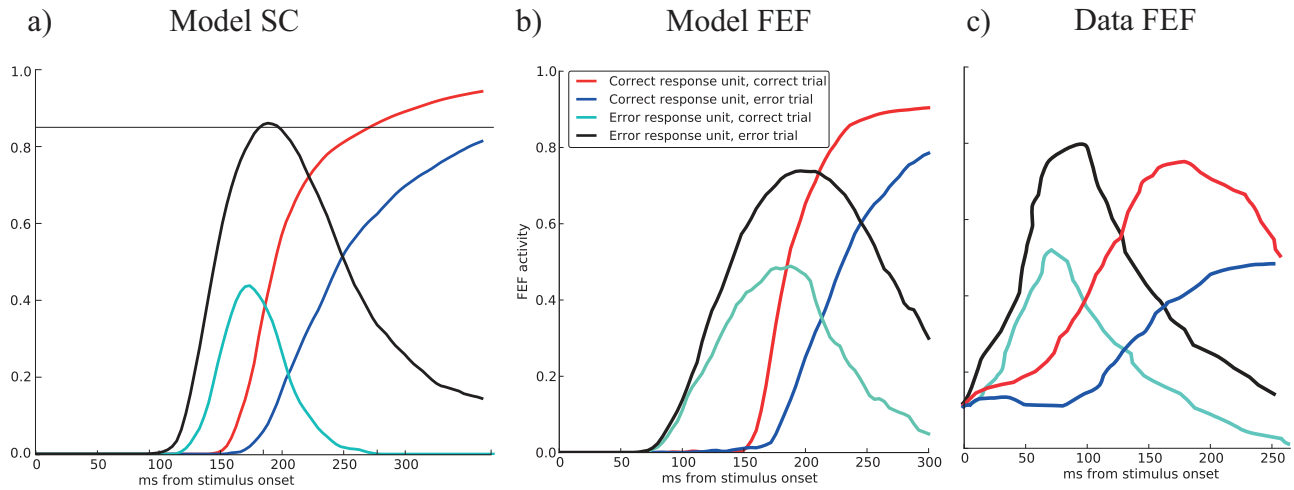 a) Model SC
b) Model FEF
c) Data FEF
1.0
0.8
0.6
0.4
0.2
0.0
0 50 100 150 200 250 300
ms from stimulus onset
FEF activity
1.0
0.8
0.6
0.4
0.2
0.0
Correct response unit, correct trial
Correct response unit, error trial
Error response unit, correct trial
Error response unit, error trial
0 50 100 150 200 250 300
ms from stimulus onset
0 50 100 150 200 250
ms from stimulus onset